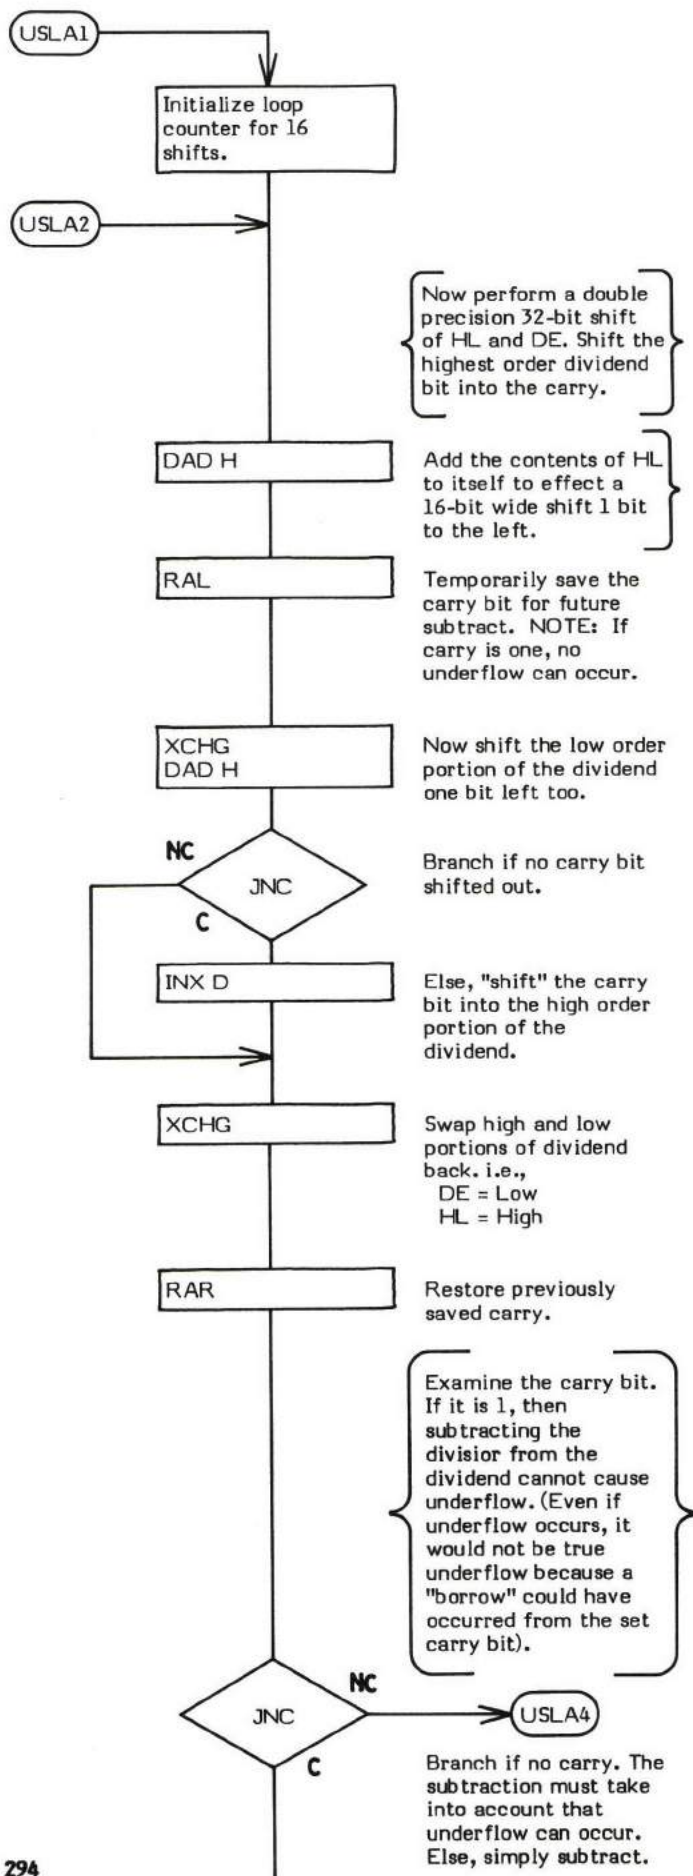 USLA1
Initialize loop
counter for 16
shifts.
USLA2
Now perform a double
precision 32-bit shift
of HL and DE. Shift the
highest order dividend
bit into the carry.
DAD H
Add the contents of HL
to itself to effect a
16-bit wide shift 1 bit
to the left.
RAL
Temporarily save the
carry bit for future
subtract. NOTE: If
carry is one, no
underflow can occur.
XCHG
DAD H
Now shift the low order
portion of the dividend
one bit left too.
NC
JNC
C
Branch if no carry bit
shifted out.
INX D
Else, "shift" the carry
bit into the high order
portion of the
dividend.
XCHG
Swap high and low
portions of dividend
back. i.e.,
DE = Low
HL = High
RAR
Restore previously
saved carry.
Examine the carry bit.
If it is 1, then
subtracting the
divisior from the
dividend cannot cause
underflow. (Even if
underflow occurs, it
would not be true
underflow because a
"borrow" could have
occurred from the set
carry bit).
JNC
NC
USLA4
C
Branch if no carry. The
subtraction must take
into account that
underflow can occur.
Else, simply subtract.
294